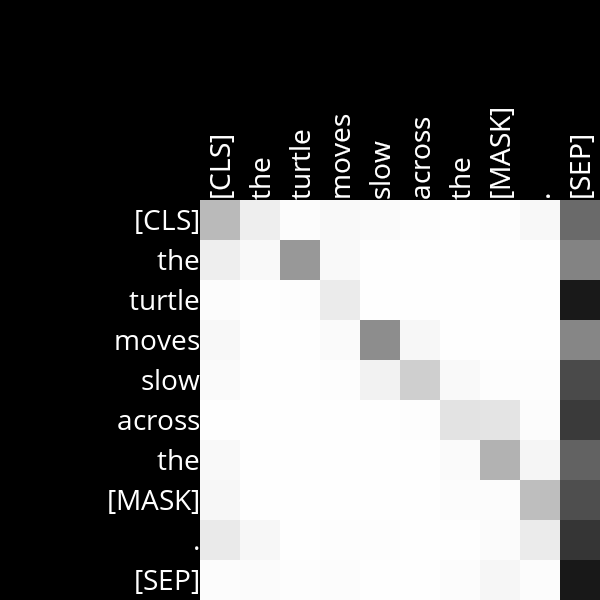 [CLS] the turtle moves slow across the [MASK] . [SEP]
[CLS]
the
turtle
moves
slow
across
the
[MASK]
.
[SEP]